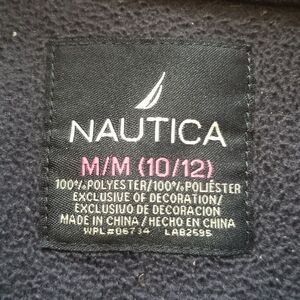 NAUTICA
M/M (10/12)
100%POLYESTER/100%POLIÉSTER
EXCLUSIVE OF DECORATION/
EXCLUSIVO DE DECORACION
MADE IN CHINA/HECHO EN CHINA
WPL#06734 LAB2595